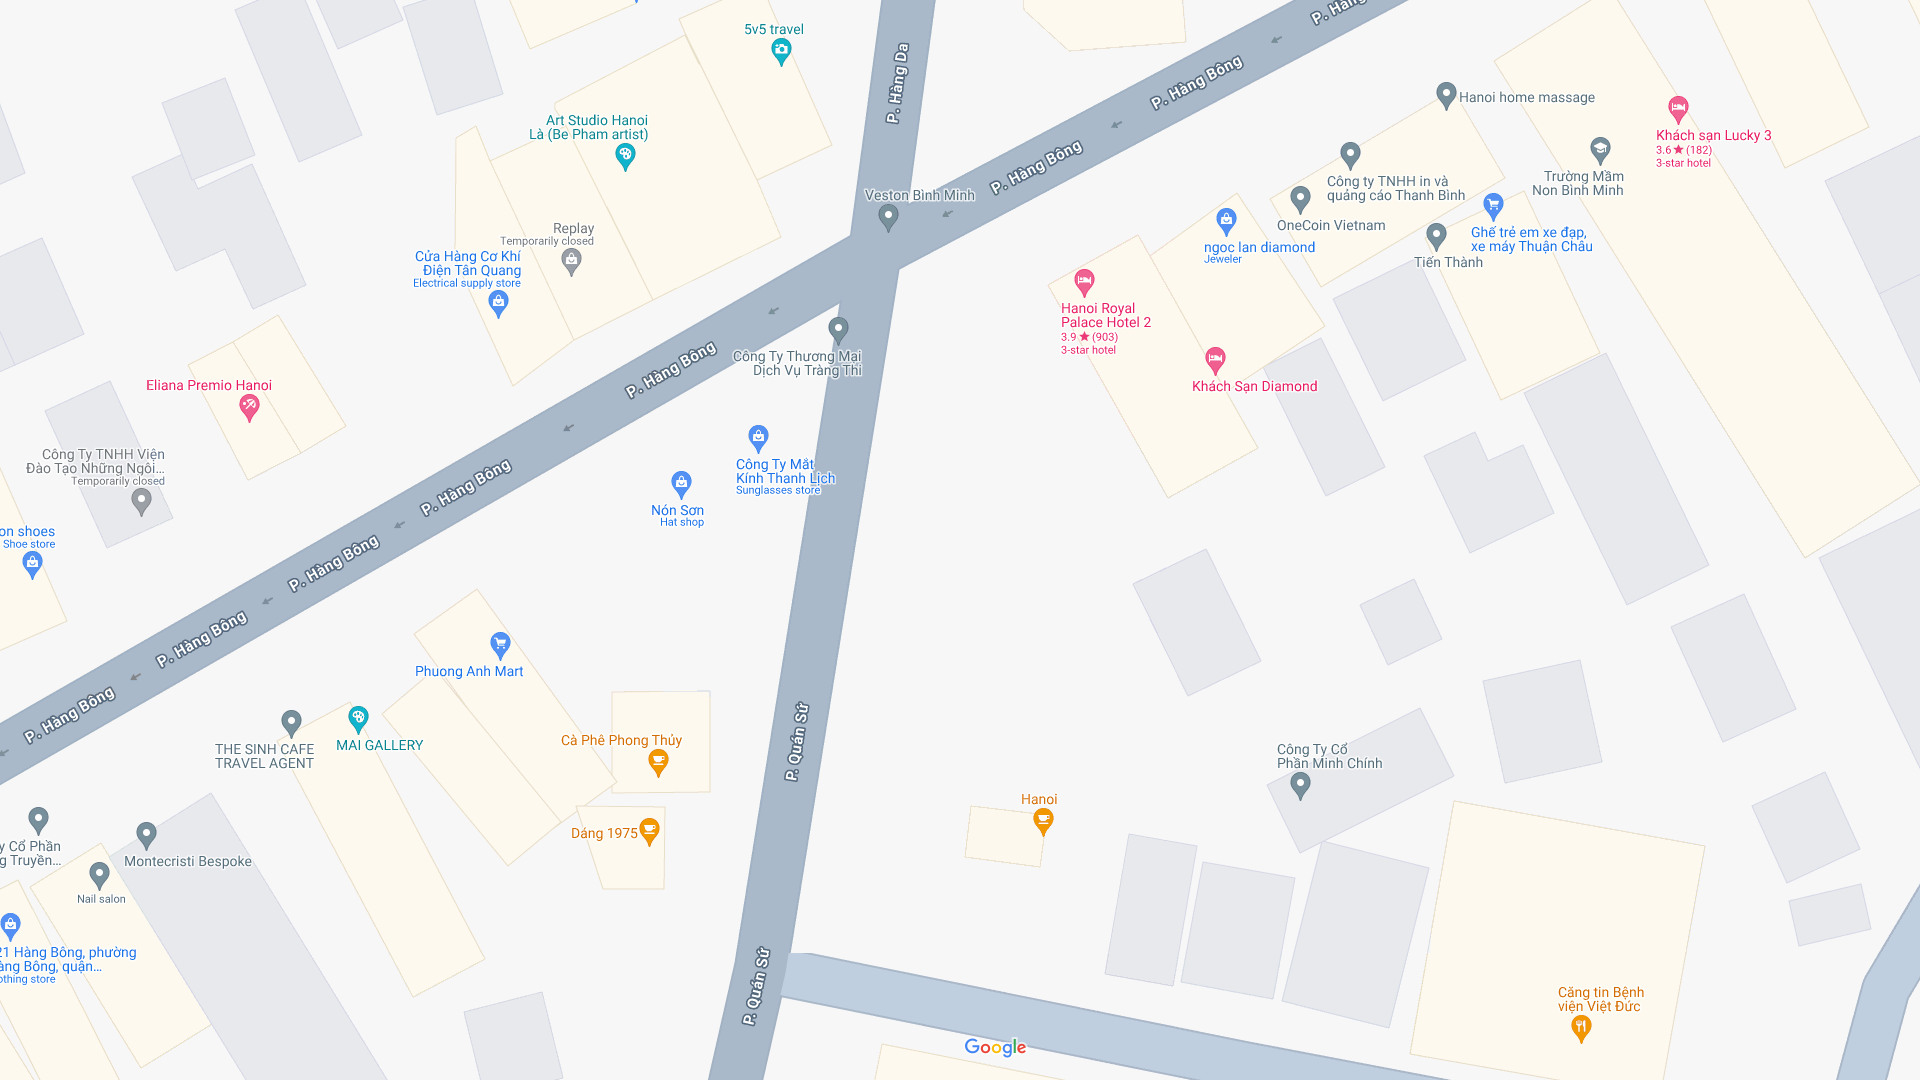 5v5 travel
P. Hàng Da
P. Hàng Bông
P. Hàng Bông
P. Hàng Bông
Hanoi home massage
Khách sạn Lucky 3
3.6 ★ (182)
3-star hotel
Art Studio Hanoi
Là (Be Pham artist)
Trường Mầm
Non Bình Minh
Công ty TNHH in và
quảng cáo Thanh Bình
Veston Bình Minh
OneCoin Vietnam
Ghế trẻ em xe đạp,
xe máy Thuận Châu
Replay
Temporarily closed
ngoc lan diamond
Jeweler
Tiến Thành
Cửa Hàng Cơ Khí
Điện Tân Quang
Electrical supply store
Hanoi Royal
Palace Hotel 2
3.9 ★ (903)
3-star hotel
Công Ty Thương Mại
Dịch Vụ Tràng Thi
P. Hàng Bông
Eliana Premio Hanoi
Khách Sạn Diamond
Công Ty TNHH Viện
Đào Tạo Những Ngôi...
Temporarily closed
Công Ty Mắt
Kính Thanh Lịch
Sunglasses store
P. Hàng Bông
Nón Sơn
Hat shop
on shoes
Shoe store
P. Hàng Bông
P. Hàng Bông
Phuong Anh Mart
P. Hàng Bông
P. Quán Sứ
THE SINH CAFE
TRAVEL AGENT
MAI GALLERY
Cà Phê Phong Thủy
Công Ty Cổ
Phần Minh Chính
Hanoi
Dáng 1975
y Cổ Phần
g Truyền...
Montecristi Bespoke
Nail salon
21 Hàng Bông, phường
àng Bông, quận...
othing store
P. Quán Sứ
Căng tin Bệnh
viện Việt Đức
Google